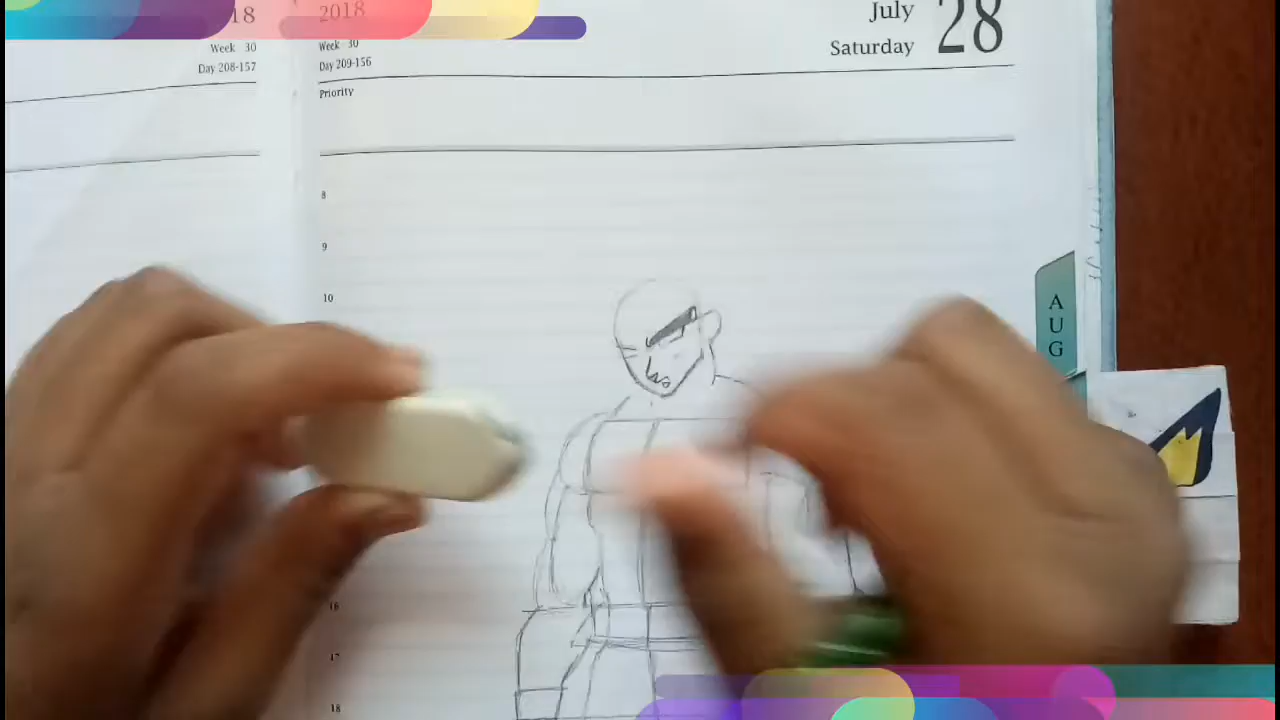 18
Week 30
Day 208-157
2018
Week 30
Day 209-156
July
Saturday
28
Priority
8
9
10
16
17
18
AUG